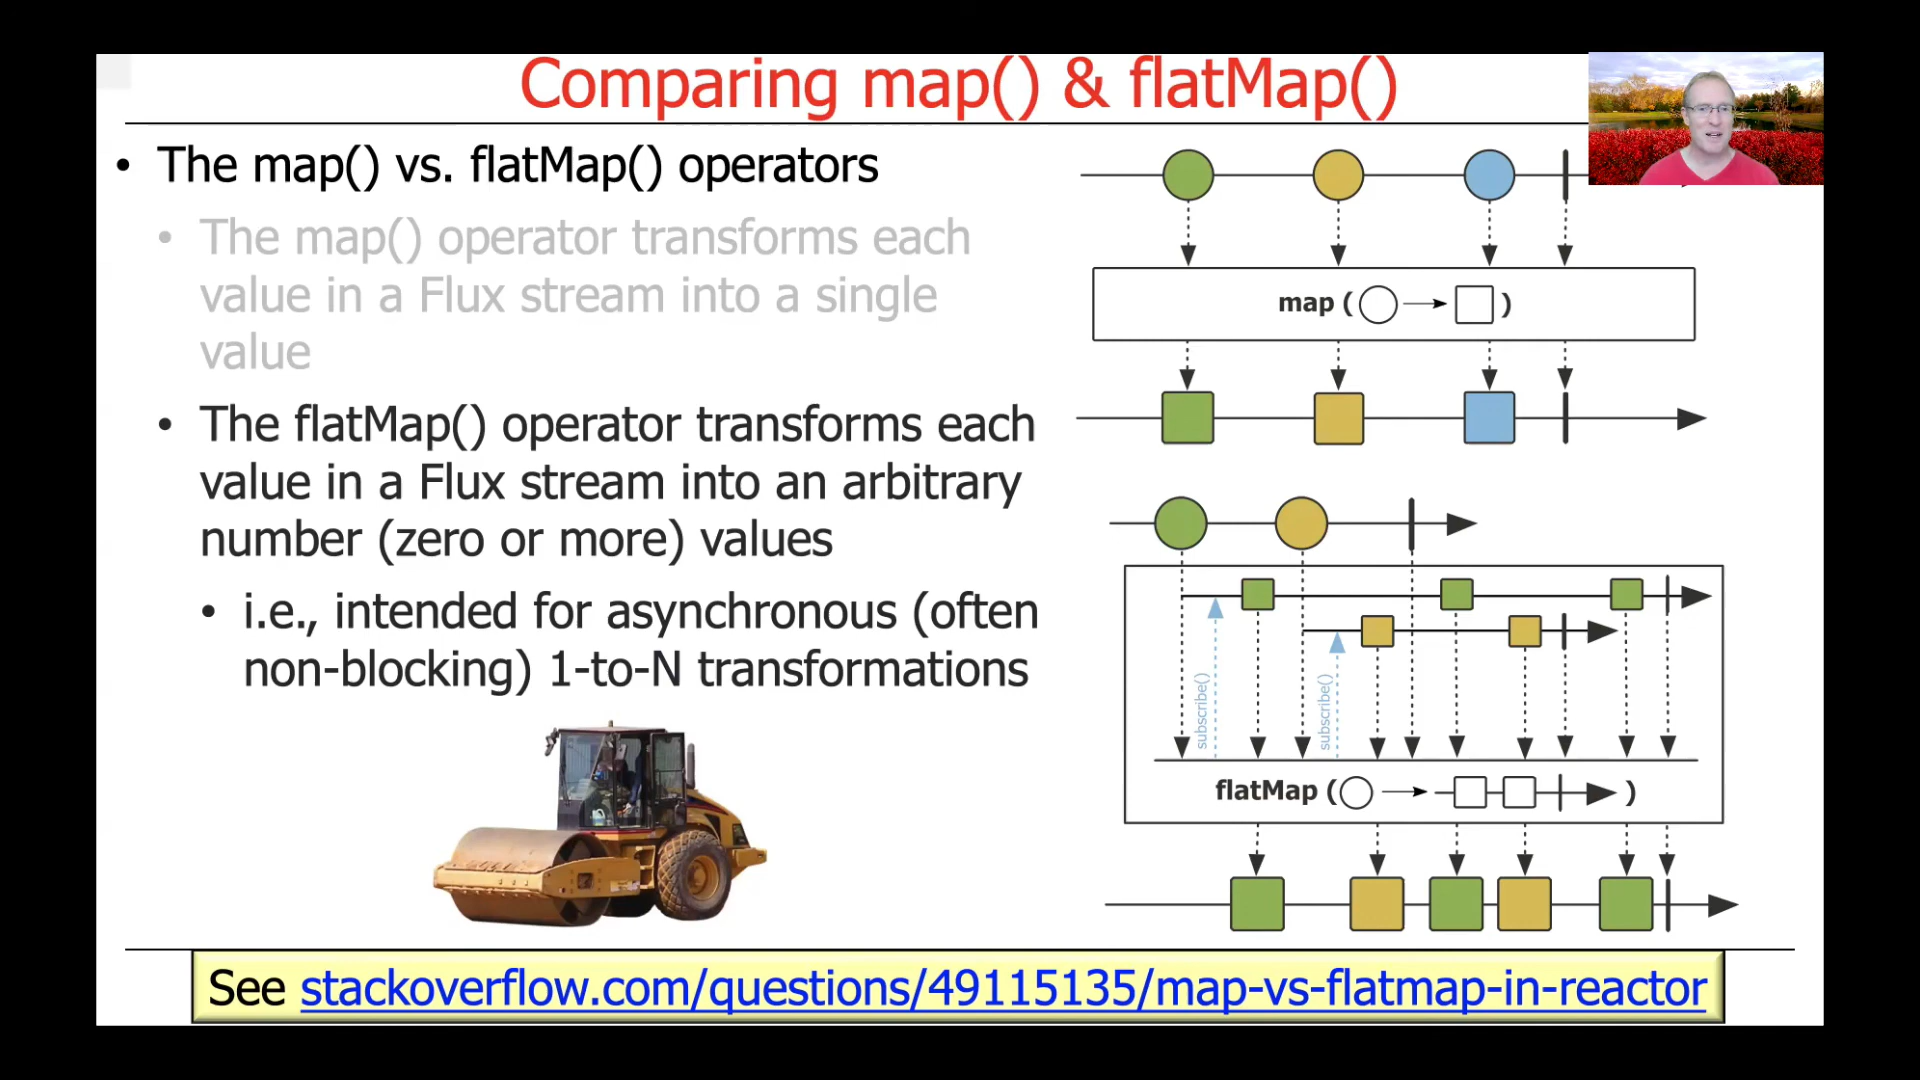 Comparing map() & flatMap()
• The map() vs. flatMap() operators
• The map() operator transforms each
value in a Flux stream into a single
value
• The flatMap() operator transforms each
value in a Flux stream into an arbitrary
number (zero or more) values
• i.e., intended for asynchronous (often
non-blocking) 1-to-N transformations
map ( )
subscribe()
subscribe()
flatMap ( )
See stackoverflow.com/questions/49115135/map-vs-flatmap-in-reactor